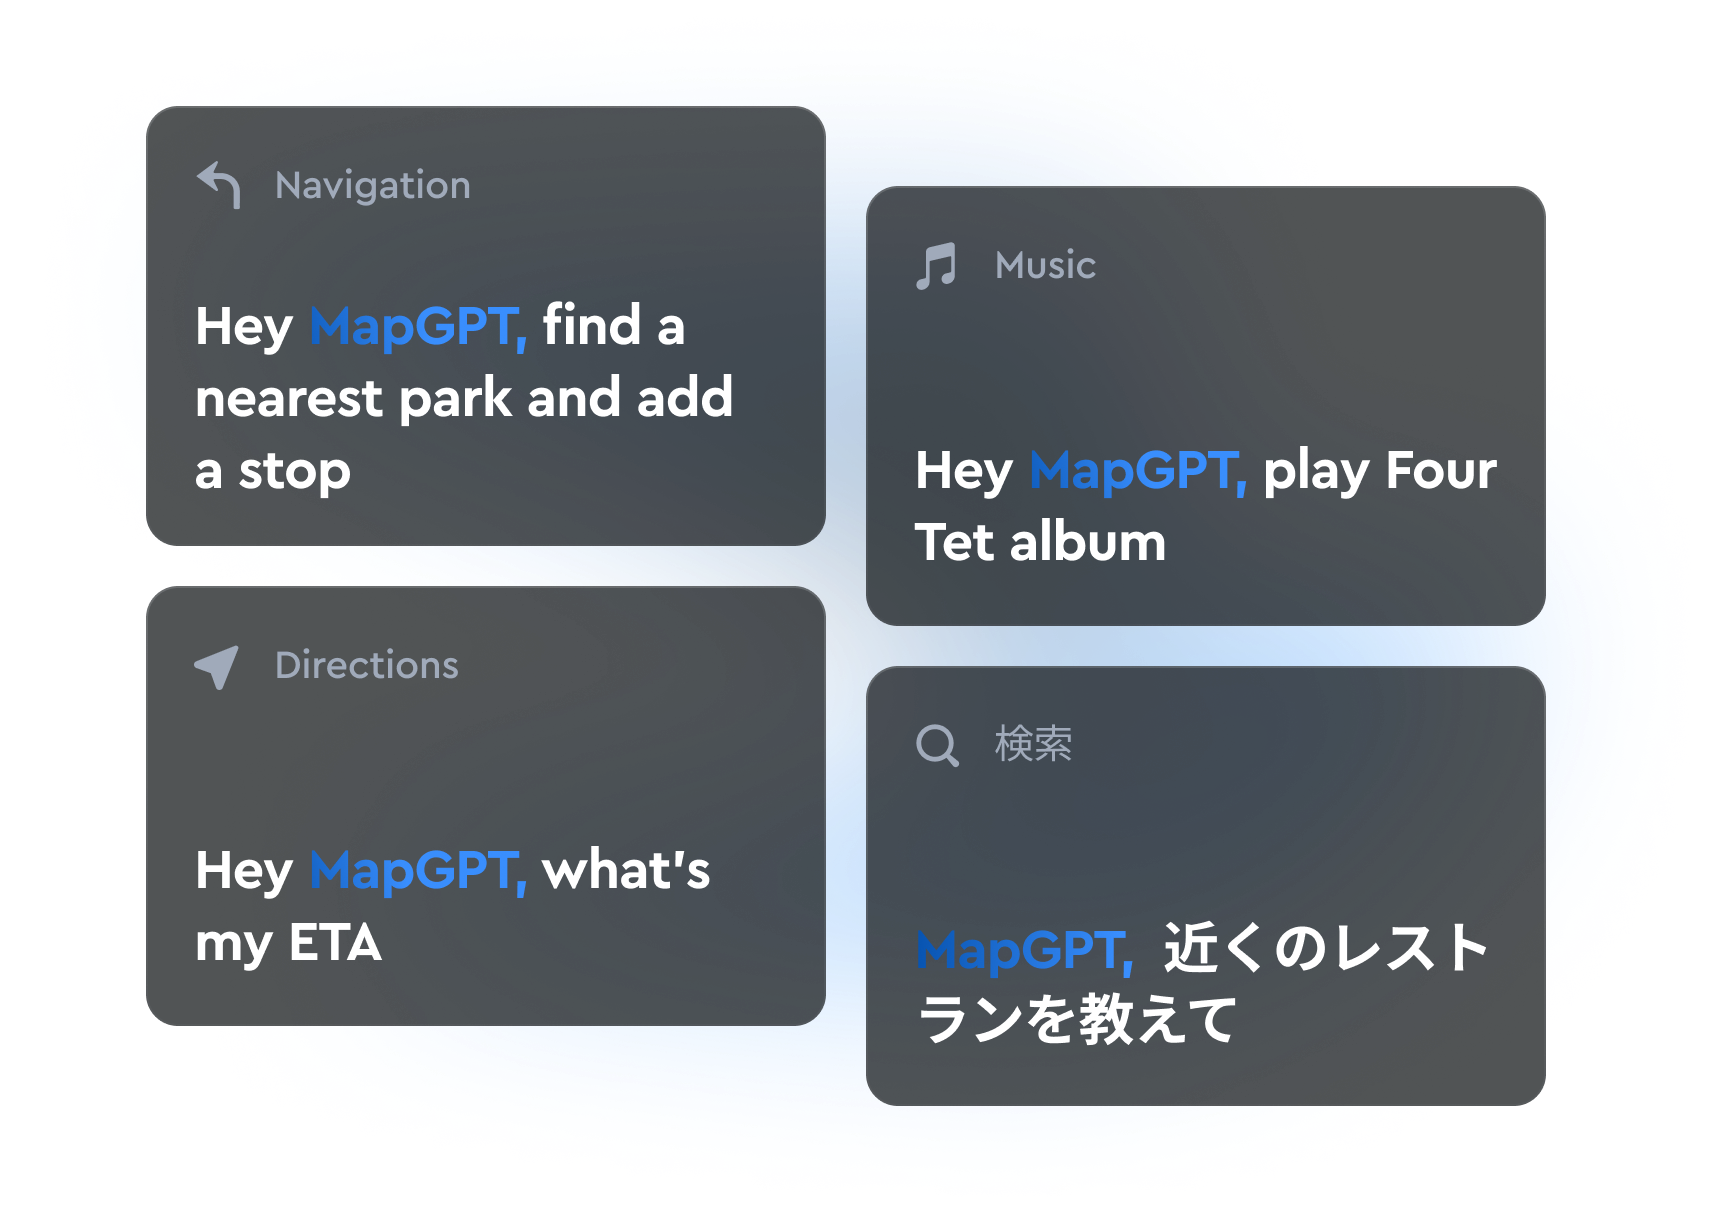 Navigation
Hey MapGPT, find a
nearest park and add
a stop
Music
Hey MapGPT, play Four
Tet album
Directions
Hey MapGPT, what's
my ETA
検索
MapGPT, 近くのレスト
ランを教えて